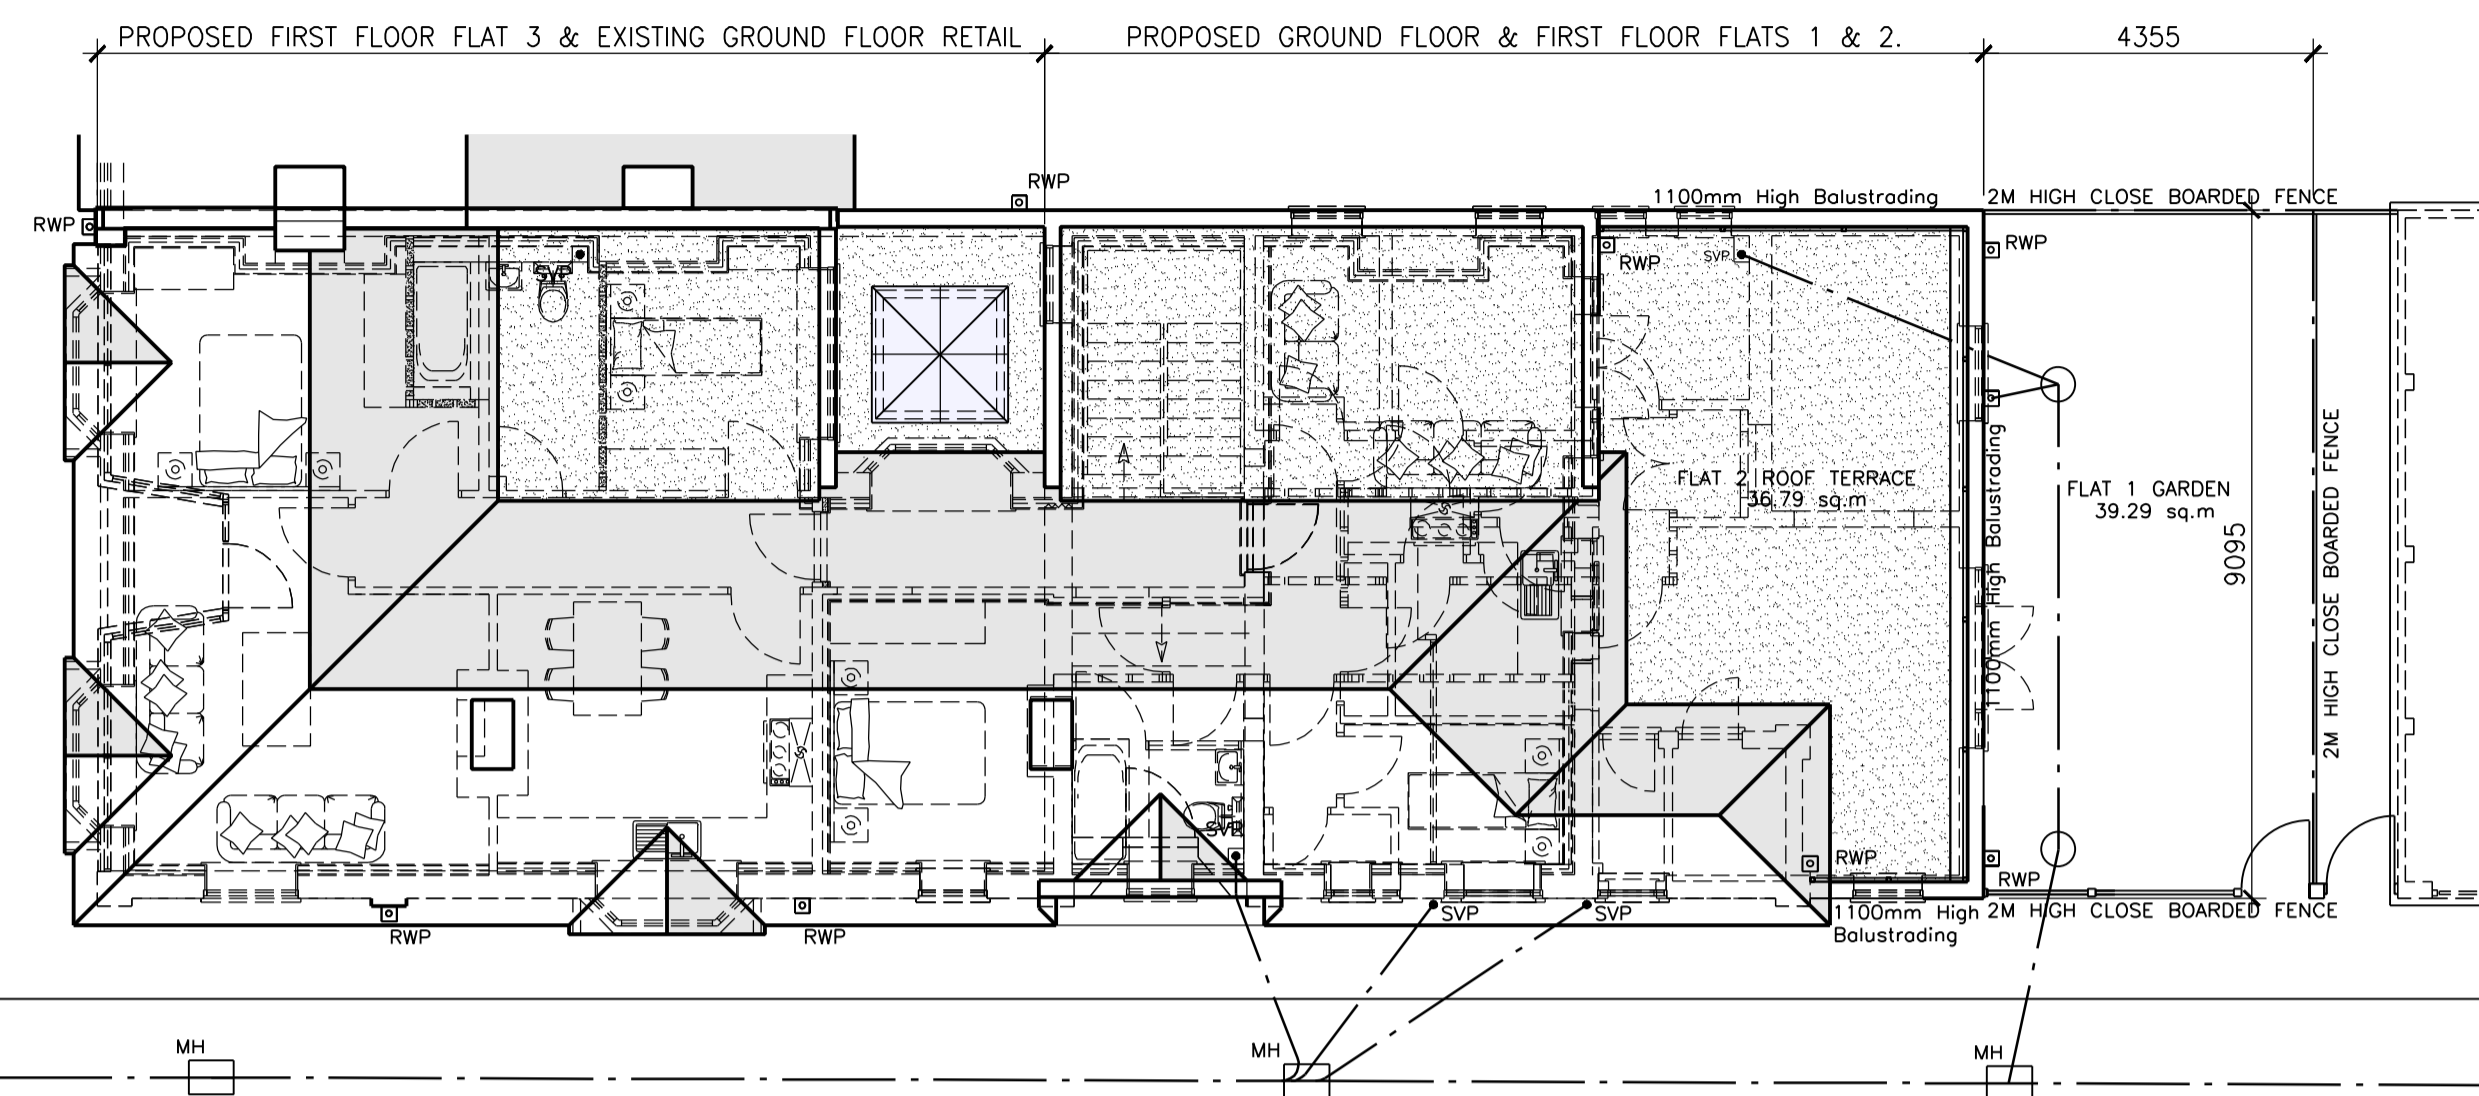 PROPOSED FIRST FLOOR FLAT 3 & EXISTING GROUND FLOOR RETAIL
PROPOSED GROUND FLOOR & FIRST FLOOR FLATS 1 & 2.
4355
RWP
RWP
1100mm High Balustrading
2M HIGH CLOSE BOARDED FENCE
RWP
RWP
SVP
SVP
FLAT 2 ROOF TERRACE
36.79 sq.m
1100mm High Balustrading
FLAT 1 GARDEN
39.29 sq.m
9095
2M HIGH CLOSE BOARDED FENCE
SVP
RWP
RWP
RWP
RWP
SVP
SVP
1100mm High
Balustrading
2M HIGH CLOSE BOARDED FENCE
MH
MH
MH